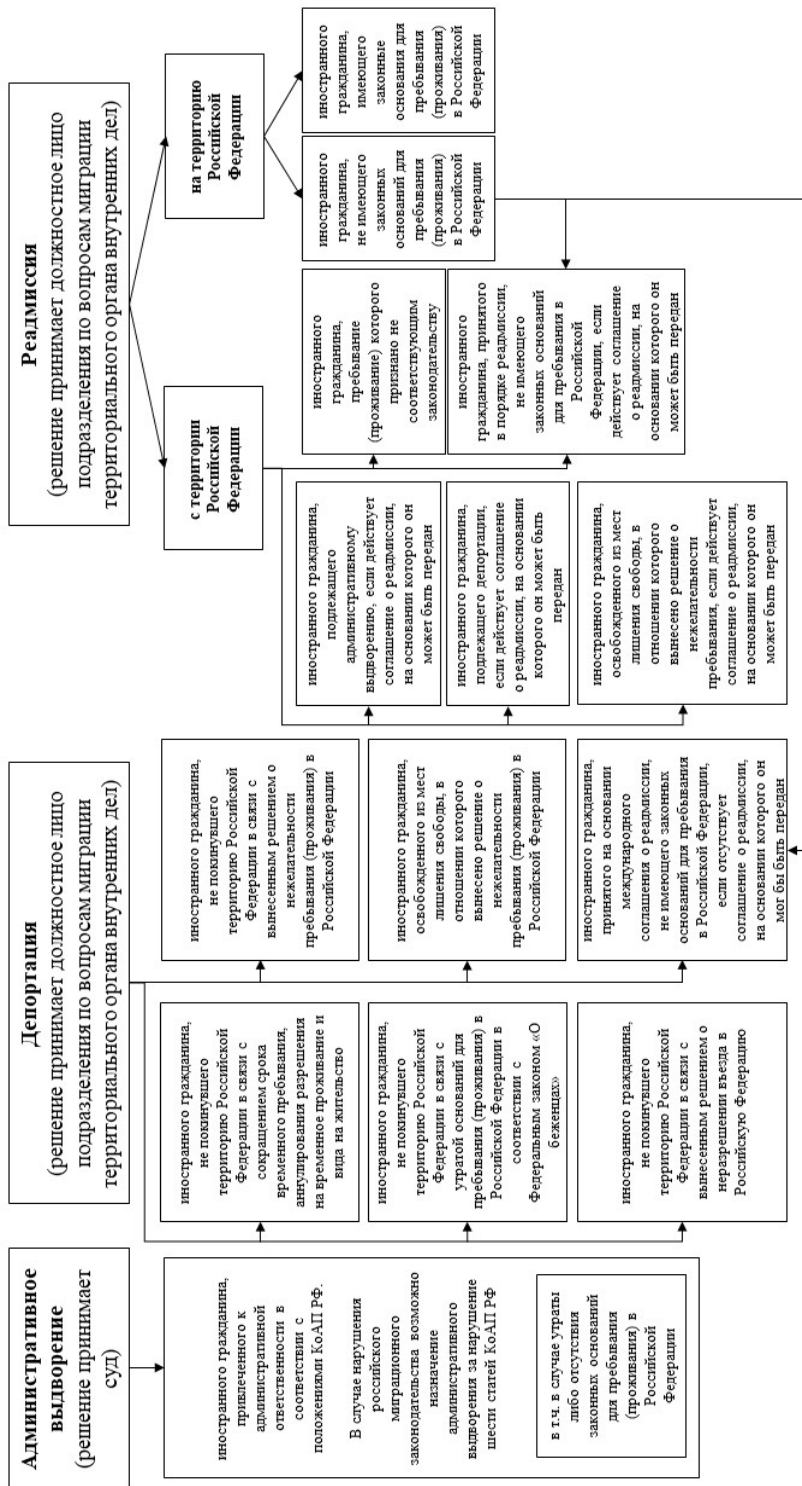 Административное
выдворение
(решение принимает
суд)
иностранного гражданина,
привлеченного к
административной
ответственности в
соответствии с
положениями КоАП РФ.
В случае нарушения
российского
миграционного
законодательства возможно
назначение
административного
выдворения за нарушение
шести статей КоАП РФ
в т.ч. в случае утраты
либо отсутствия
законных оснований
для пребывания
(проживания) в
Российской
Федерации
Депортация
(решение принимает должностное лицо
подразделения по вопросам миграции
территориального органа внутренних дел)
иностранного гражданина,
не покинувшего
территорию Российской
Федерации в связи с
сокращением срока
временного пребывания,
аннулирования разрешения
на временное проживание и
вида на жительство
иностранного гражданина,
не покинувшего
территорию Российской
Федерации в связи с
утратой оснований для
пребывания (проживания) в
Российской Федерации в
соответствии с
Федеральным законом «О
беженцах»
иностранного гражданина,
не покинувшего
территорию Российской
Федерации в связи с
вынесенным решением о
неразрешении въезда в
Российскую Федерацию
иностранного гражданина,
не покинувшего
территорию Российской
Федерации в связи с
вынесенным решением о
нежелательности
пребывания (проживания) в
Российской Федерации
иностранного гражданина,
освобожденного из мест
лишения свободы, в
отношении которого
вынесено решение о
нежелательности
пребывания (проживания) в
Российской Федерации
иностранного гражданина,
принятого на основании
международного
соглашения о реадмиссии,
не имеющего законных
оснований для пребывания
в Российской Федерации,
если отсутствует
соглашение о реадмиссии,
на основании которого он
мог бы быть передан
Реадмиссия
(решение принимает должностное лицо
подразделения по вопросам миграции
территориального органа внутренних дел)
с территории
Российской
Федерации
на территорию
Российской
Федерации
иностранного гражданина,
подлежащего
административному
выдворению, если действует
соглашение о реадмиссии,
на основании которого он
может быть передан
иностранного гражданина,
подлежащего депортации,
если действует соглашение
о реадмиссии, на основании
которого он может быть
передан
иностранного гражданина,
освобожденного из мест
лишения свободы, в
отношении которого
вынесено решение о
нежелательности
пребывания, если действует
соглашение о реадмиссии,
на основании которого он
может быть передан
иностранного
гражданина,
пребывание
(проживание) которого
признано не
соответствующим
законодательству
иностранного
гражданина, принятого
в порядке реадмиссии,
не имеющего
законных оснований
для пребывания в
Российской
Федерации, если
действует соглашение
о реадмиссии, на
основании которого он
может быть передан
иностранного
гражданина,
не имеющего
законных
оснований для
пребывания
(проживания)
в Российской
Федерации
иностранного
гражданина,
имеющего
законные
основания для
пребывания
(проживания)
в Российской
Федерации